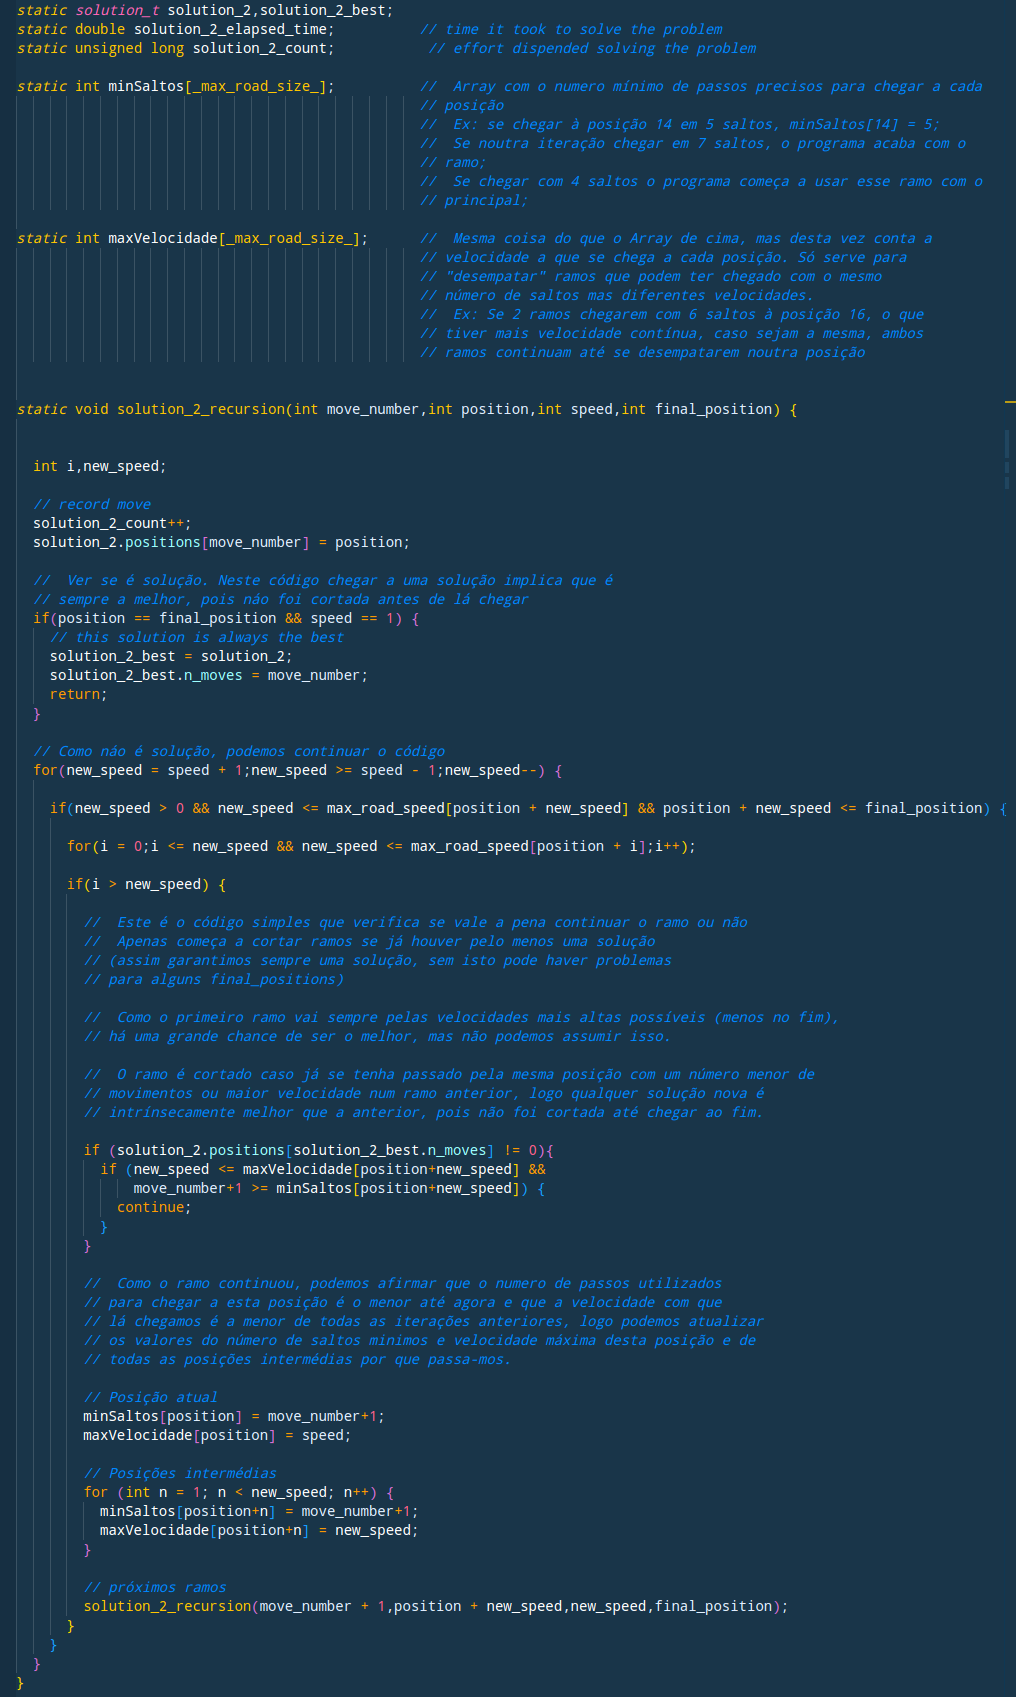 static solution_t solution_2,solution_2_best;
static double solution_2_elapsed_time;          // time it took to solve the problem
static unsigned long solution_2_count;           // effort dispended solving the problem
static int minSaltos[_max_road_size_];          //  Array com o numero mínimo de passos precisos para chegar a cada
// posição
//  Ex: se chegar à posição 14 em 5 saltos, minSaltos[14] = 5;
//  Se noutra iteração chegar em 7 saltos, o programa acaba com o
// ramo;
//  Se chegar com 4 saltos o programa começa a usar esse ramo com o
// principal;
static int maxVelocidade[_max_road_size_];      //  Mesma coisa do que o Array de cima, mas desta vez conta a
// velocidade a que se chega a cada posição. Só serve para
// "desempatar" ramos que podem ter chegado com o mesmo
// número de saltos mas diferentes velocidades.
//  Ex: Se 2 ramos chegarem com 6 saltos à posição 16, o que
// tiver mais velocidade contínua, caso sejam a mesma, ambos
// ramos continuam até se desempatarem noutra posição
static void solution_2_recursion(int move_number,int position,int speed,int final_position) {
  int i,new_speed;
  // record move
  solution_2_count++;
  solution_2.positions[move_number] = position;
  //  Ver se é solução. Neste código chegar a uma solução implica que é
  // sempre a melhor, pois náo foi cortada antes de lá chegar
  if(position == final_position && speed == 1) {
    // this solution is always the best
    solution_2_best = solution_2;
    solution_2_best.n_moves = move_number;
    return;
  }
  // Como náo é solução, podemos continuar o código
  for(new_speed = speed + 1;new_speed >= speed - 1;new_speed--) {
    if(new_speed > 0 && new_speed <= max_road_speed[position + new_speed] && position + new_speed <= final_position) {
      for(i = 0;i <= new_speed && new_speed <= max_road_speed[position + i];i++);
      if(i > new_speed) {
        //  Este é o código simples que verifica se vale a pena continuar o ramo ou não
        //  Apenas começa a cortar ramos se já houver pelo menos uma solução
        // (assim garantimos sempre uma solução, sem isto pode haver problemas
        // para alguns final_positions)
        //  Como o primeiro ramo vai sempre pelas velocidades mais altas possíveis (menos no fim),
        // há uma grande chance de ser o melhor, mas não podemos assumir isso.
        //  O ramo é cortado caso já se tenha passado pela mesma posição com um número menor de
        // movimentos ou maior velocidade num ramo anterior, logo qualquer solução nova é
        // intrínsecamente melhor que a anterior, pois não foi cortada até chegar ao fim.
        if (solution_2.positions[solution_2_best.n_moves] != 0){
          if (new_speed <= maxVelocidade[position+new_speed] &&
              move_number+1 >= minSaltos[position+new_speed]) {
            continue;
          }
        }
        //  Como o ramo continuou, podemos afirmar que o numero de passos utilizados
        // para chegar a esta posição é o menor até agora e que a velocidade com que
        // lá chegamos é a menor de todas as iterações anteriores, logo podemos atualizar
        // os valores do número de saltos minimos e velocidade máxima desta posição e de
        // todas as posições intermédias por que passa-mos.
        // Posição atual
        minSaltos[position] = move_number+1;
        maxVelocidade[position] = speed;
        // Posições intermédias
        for (int n = 1; n < new_speed; n++) {
          minSaltos[position+n] = move_number+1;
          maxVelocidade[position+n] = new_speed;
        }
        // próximos ramos
        solution_2_recursion(move_number + 1,position + new_speed,new_speed,final_position);
      }
    }
  }
}